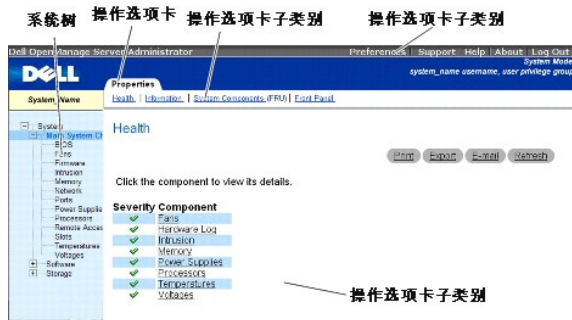 系统树 操作选项卡 操作选项卡子类别 操作选项卡子类别
Dell OpenManage Server Administrator Preferences | Support | Help | About | Log Out
System Mode
system_name username, user privilege group
DELL
Properties
System_Name
Health | Information | System Components (FRU) | Front Panel
System
Main System Ch
BIOS
Fans
Firmware
Intrusion
Memory
Network
Ports
Power Supplie
Processors
Remote Acces
Slots
Temperatures
Voltages
Software
Storage
Health
Print Export E-mail Refresh
Click the component to view its details.
Severity Component
Fans
Hardware Log
Intrusion
Memory
Power Supplies
Processors
Temperatures
Voltages
操作选项卡子类别